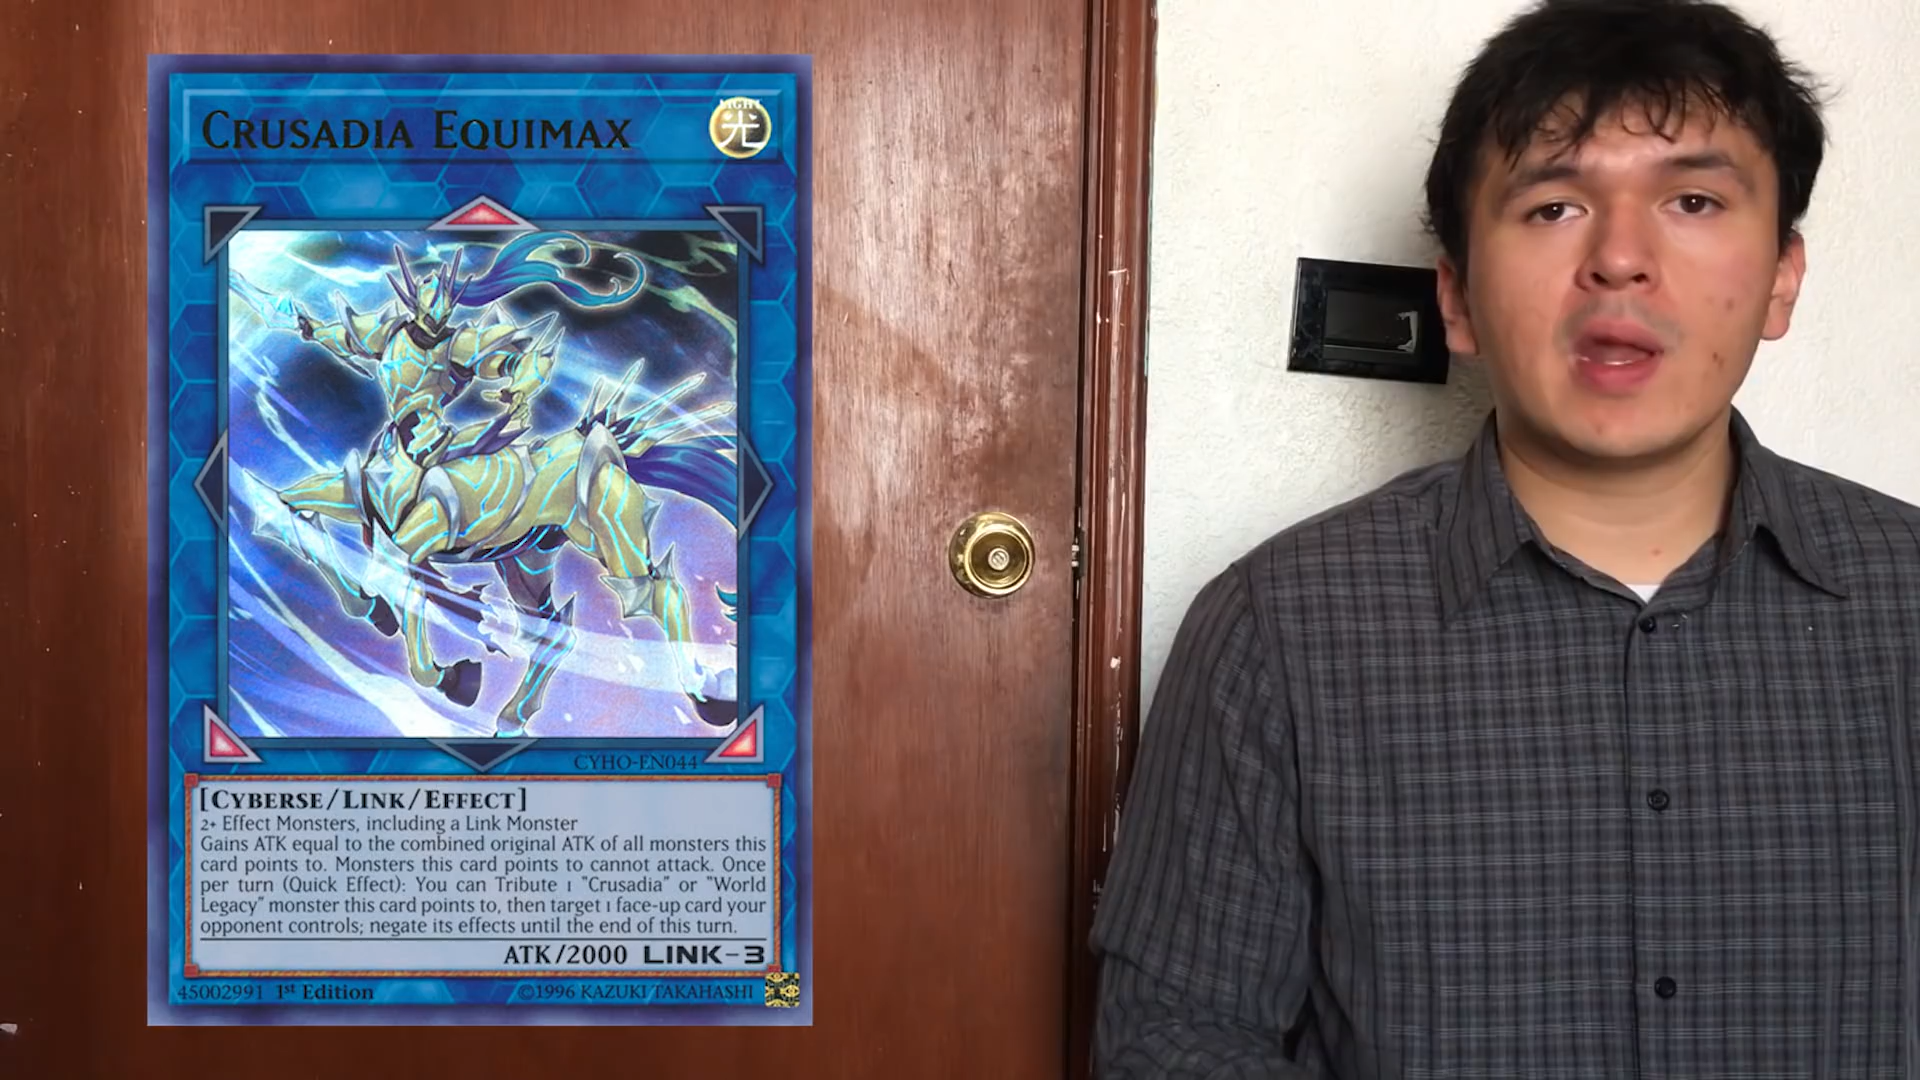 CRUSADIA EQUIMAX
LIGHT
光
CYHO-EN044
[CYBERSE/LINK/EFFECT]
2+ Effect Monsters, including a Link Monster
Gains ATK equal to the combined original ATK of all monsters this
card points to. Monsters this card points to cannot attack. Once
per turn (Quick Effect): You can Tribute 1 "Crusadia" or "World
Legacy" monster this card points to, then target 1 face-up card your
opponent controls; negate its effects until the end of this turn.
ATK/2000 LINK-3
45002991 1st Edition ©1996 KAZUKI TAKAHASHI